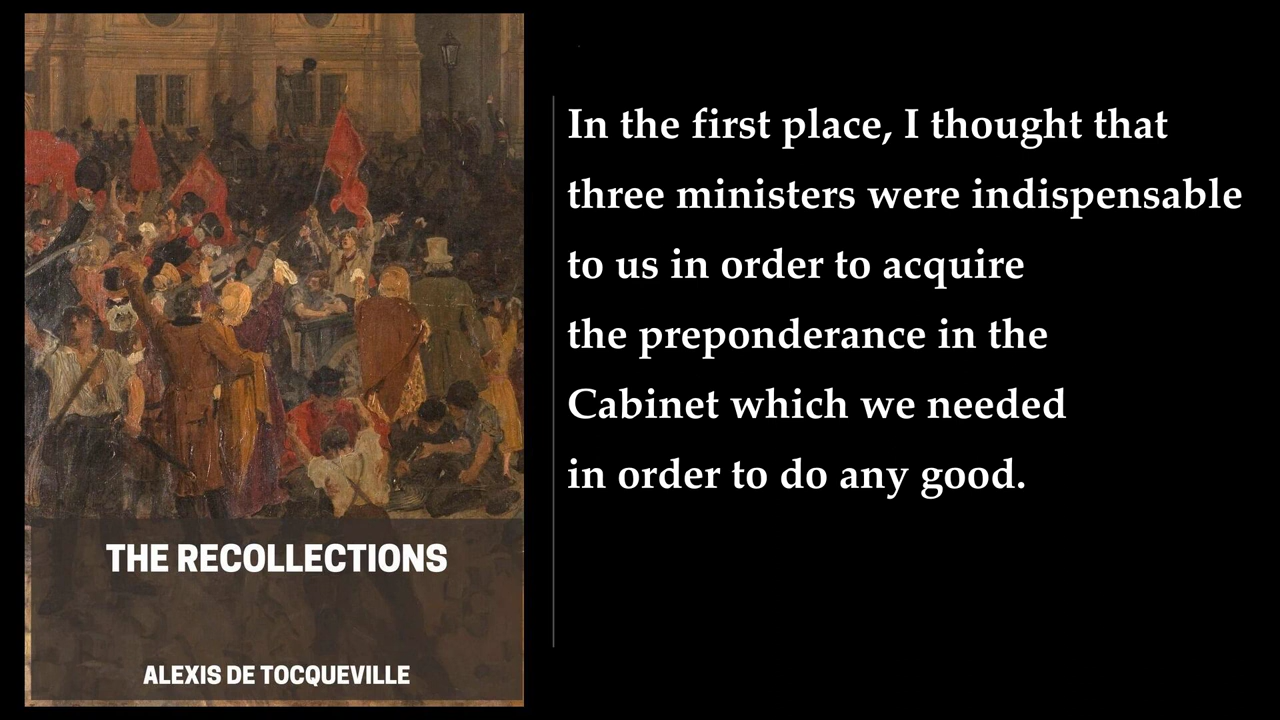 THE RECOLLECTIONS
ALEXIS DE TOCQUEVILLE
In the first place, I thought that
three ministers were indispensable
to us in order to acquire
the preponderance in the
Cabinet which we needed
in order to do any good.